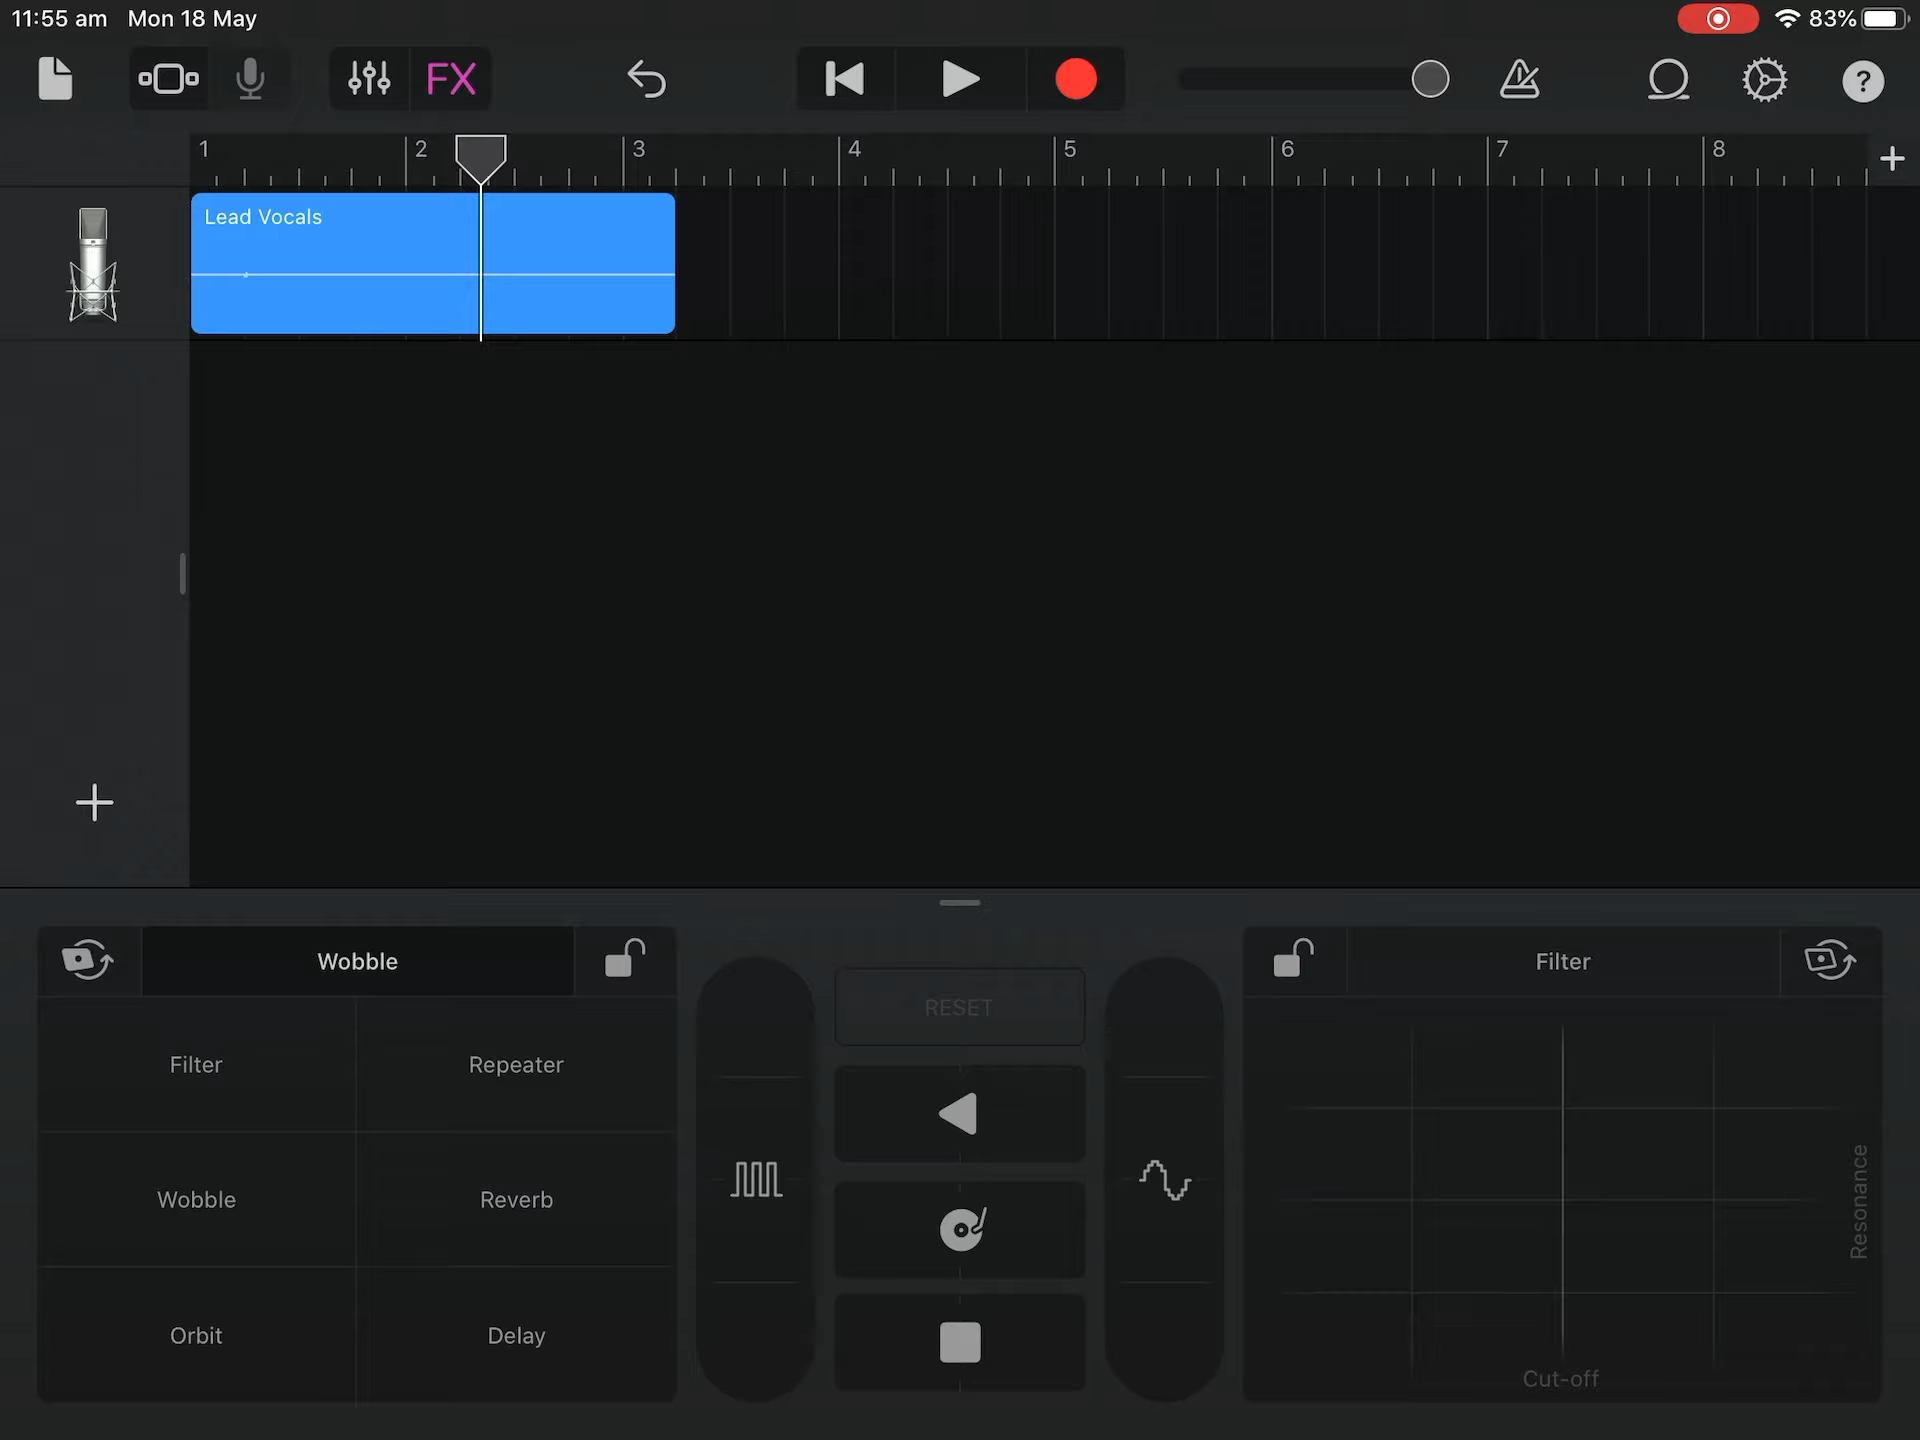 11:55 am Mon 18 May 83%
FX ?
1 2 3 4 5 6 7 8
Lead Vocals
Wobble Filter
RESET
Filter Repeater
Wobble Reverb
Resonance
Orbit Delay
Cut-off